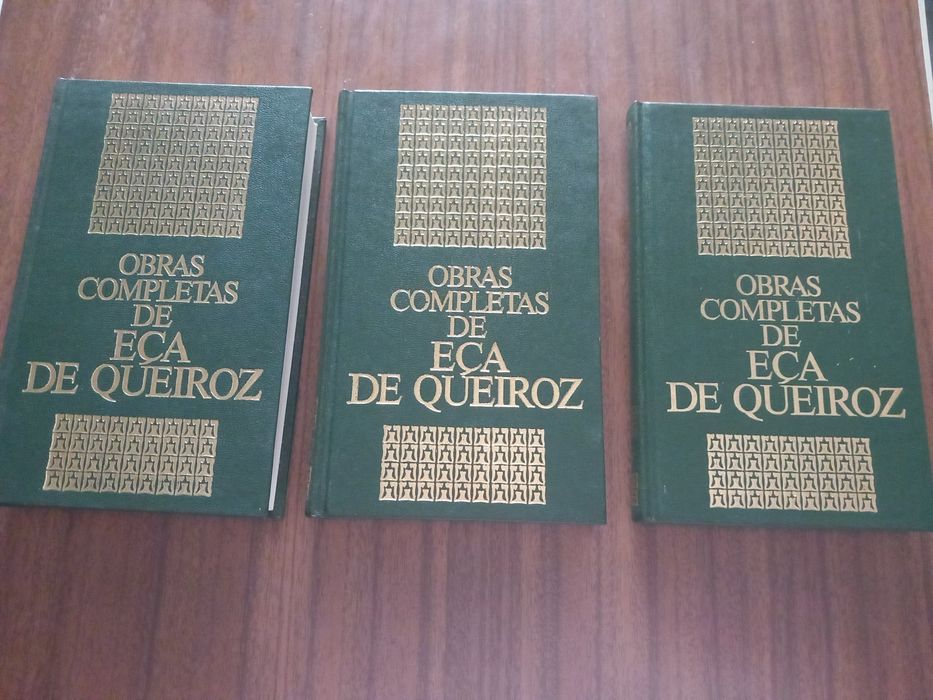 OBRAS
COMPLETAS
DE
EÇA
DE QUEIROZ
OBRAS
COMPLETAS
DE
EÇA
DE QUEIROZ
OBRAS
COMPLETAS
DE
EÇA
DE QUEIROZ